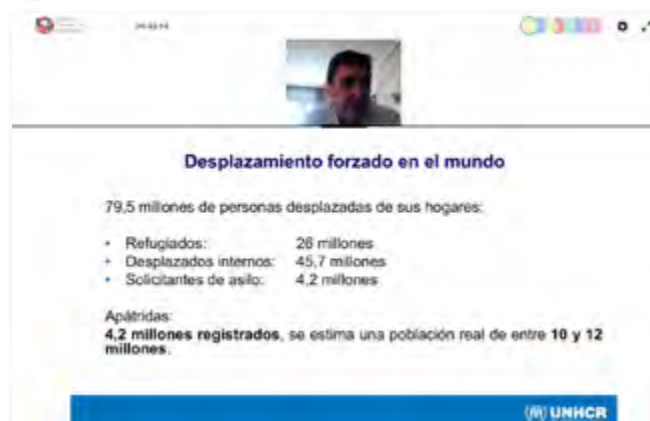 Desplazamiento forzado en el mundo
79,5 millones de personas desplazadas de sus hogares:
• Refugiados: 26 millones
• Desplazados internos: 45,7 millones
• Solicitantes de asilo: 4,2 millones
Apátridas:
4,2 millones registrados, se estima una población real de entre 10 y 12
millones.
UNHCR